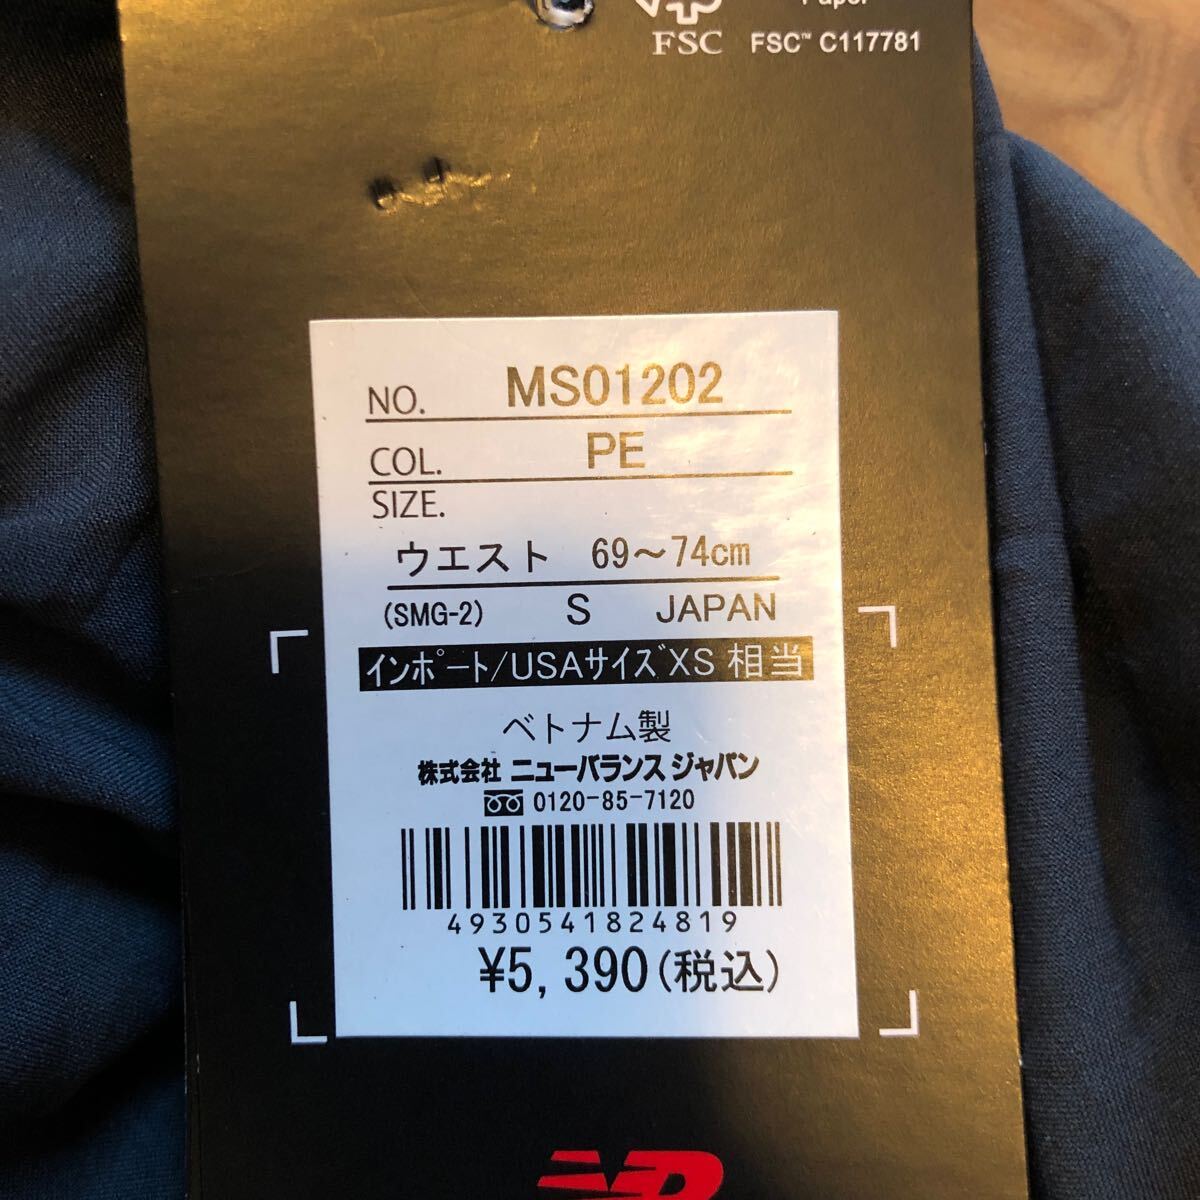 FSC FSC™ C117781
NO. MS01202
COL. PE
SIZE.
ウエスト 69～74cm
(SMG-2) S JAPAN
インポート/USAサイズXS 相当
ベトナム製
株式会社 ニューバランス ジャパン
0120-85-7120
4930541824819
¥5,390(税込)